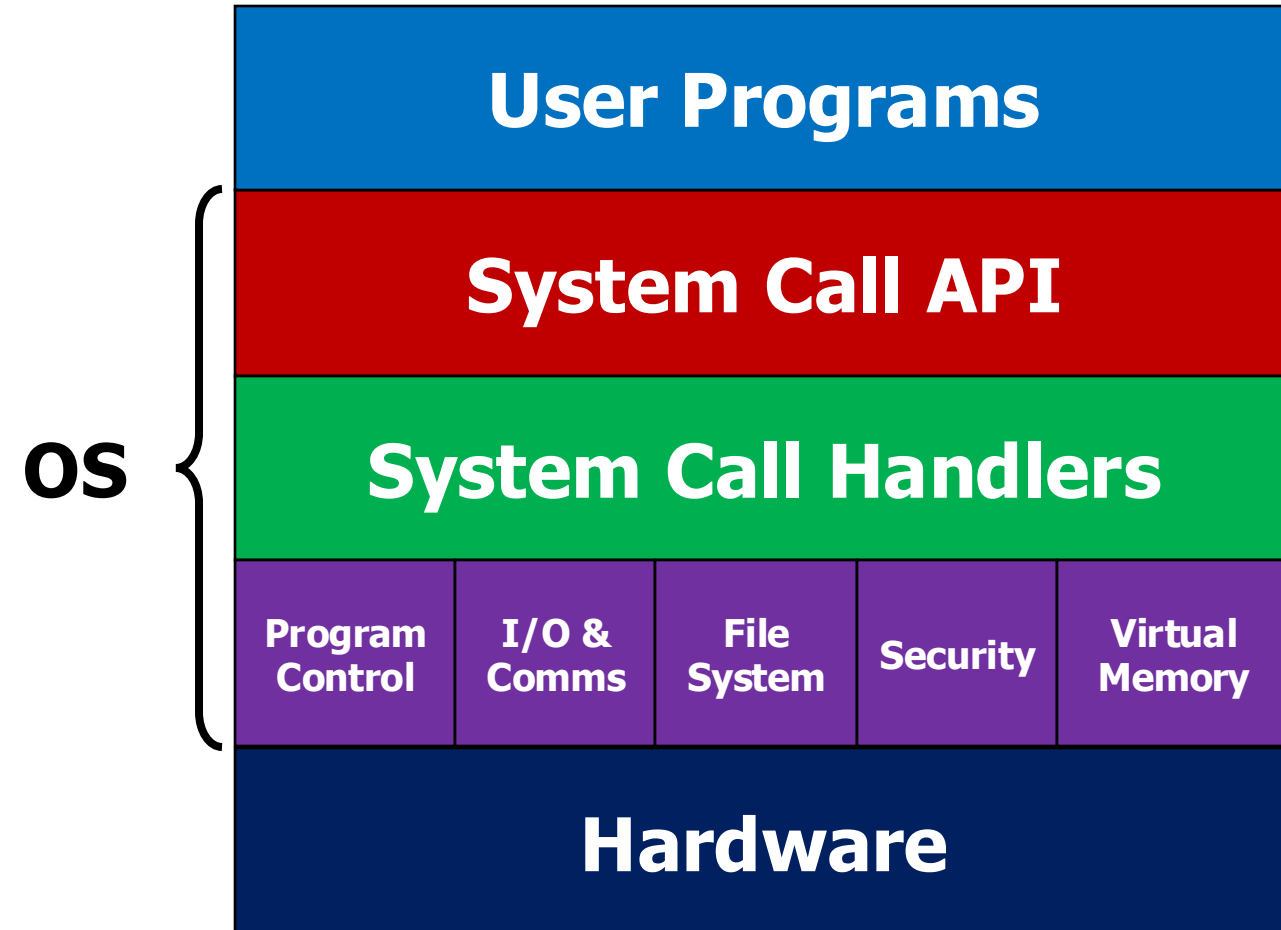 User Programs
System Call API
OS
System Call Handlers
Program
Control
I/O &
Comms
File
System
Security
Virtual
Memory
Hardware